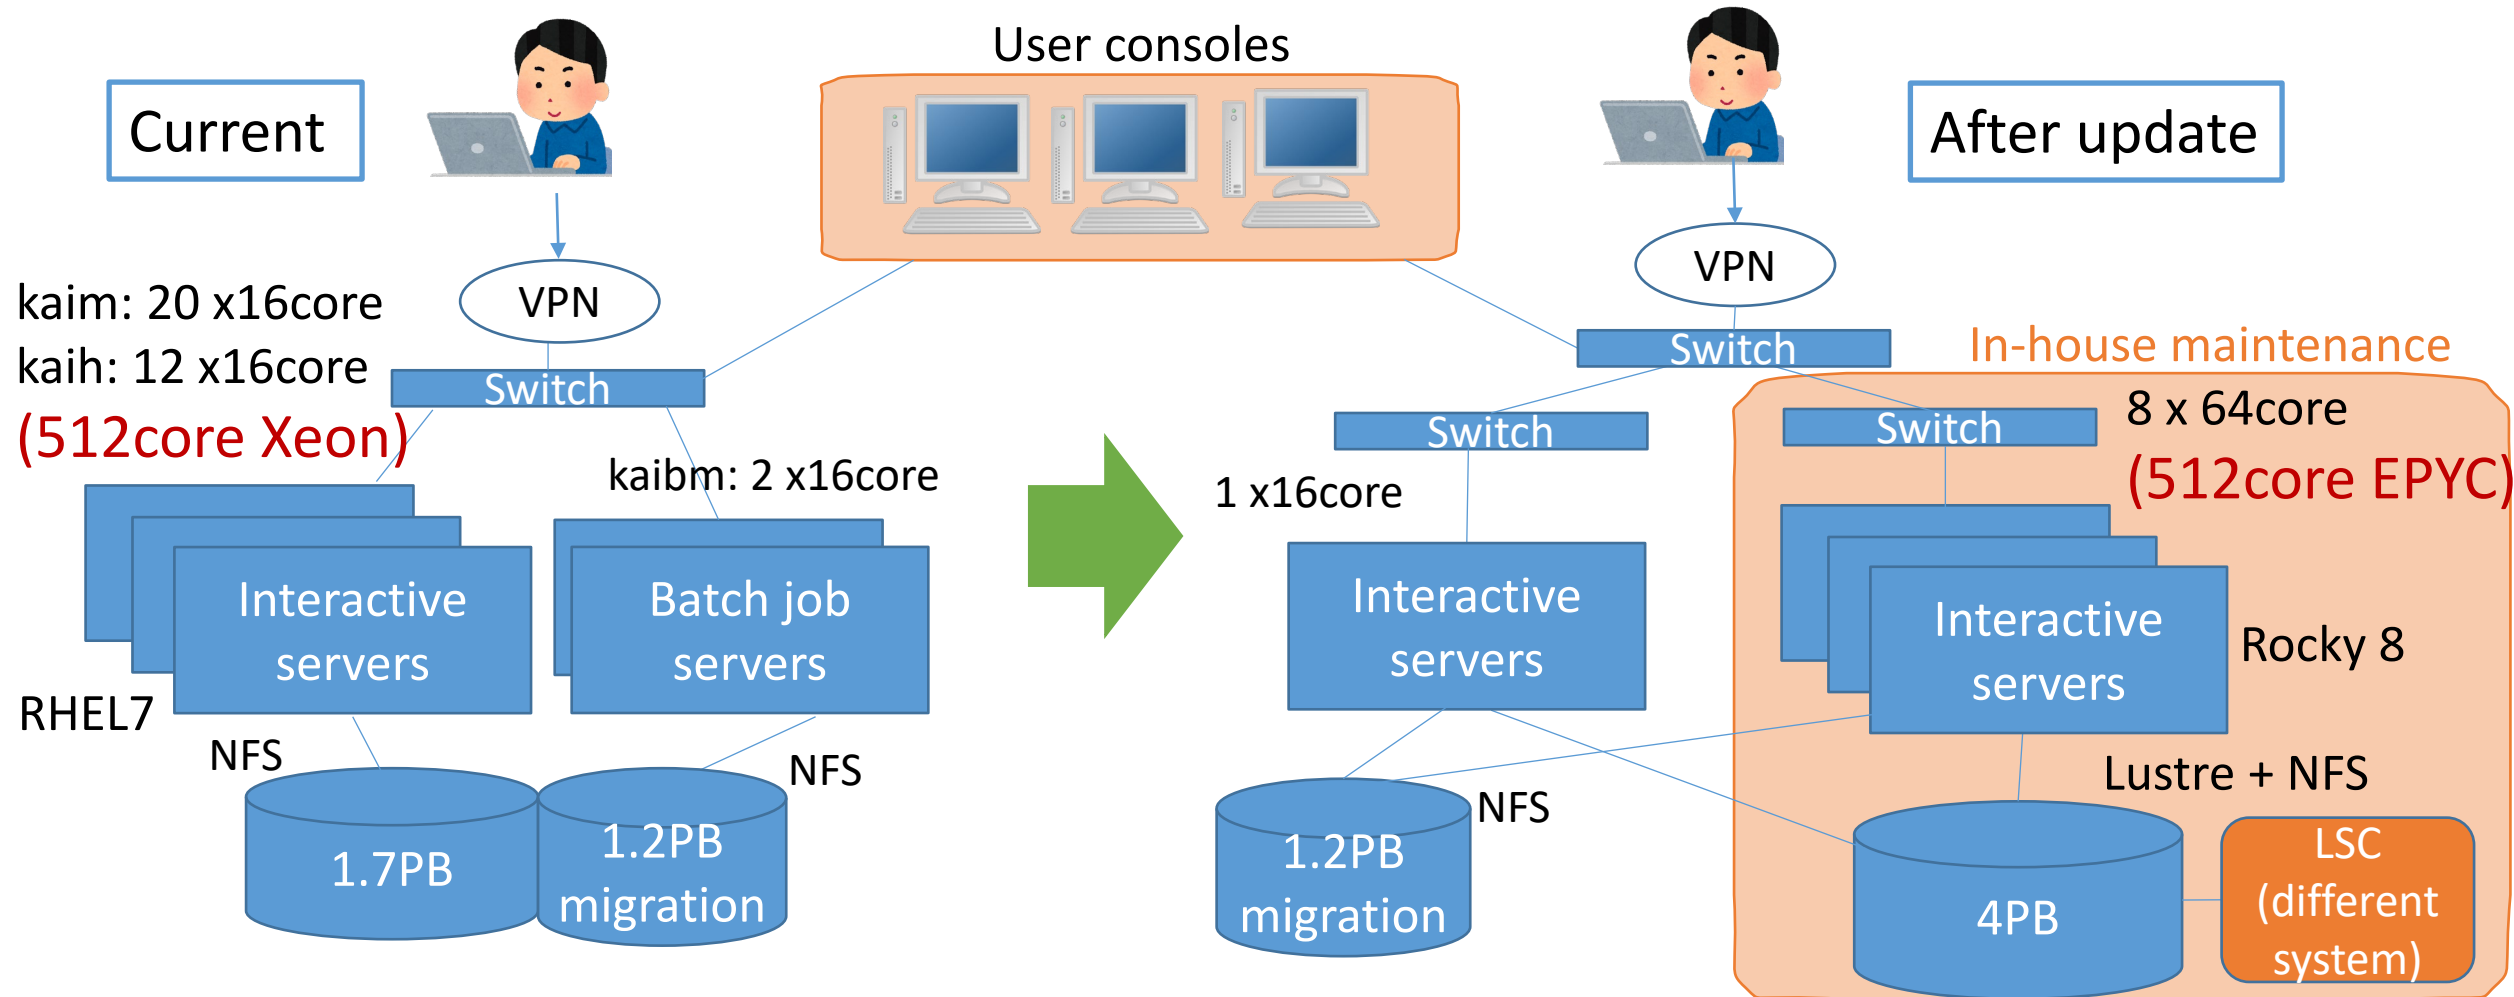 User consoles
Current
After update
VPN
VPN
kaim: 20 x16core
kaih: 12 x16core
(512core Xeon)
Switch
Switch
In-house maintenance
Switch
Switch
8 x 64core
(512core EPYC)
kaibm: 2 x16core
1 x16core
Interactive
servers
Batch job
servers
Interactive
servers
Interactive
servers
Rocky 8
RHEL7
NFS
NFS
NFS
Lustre + NFS
1.7PB
1.2PB
migration
1.2PB
migration
4PB
LSC
(different
system)